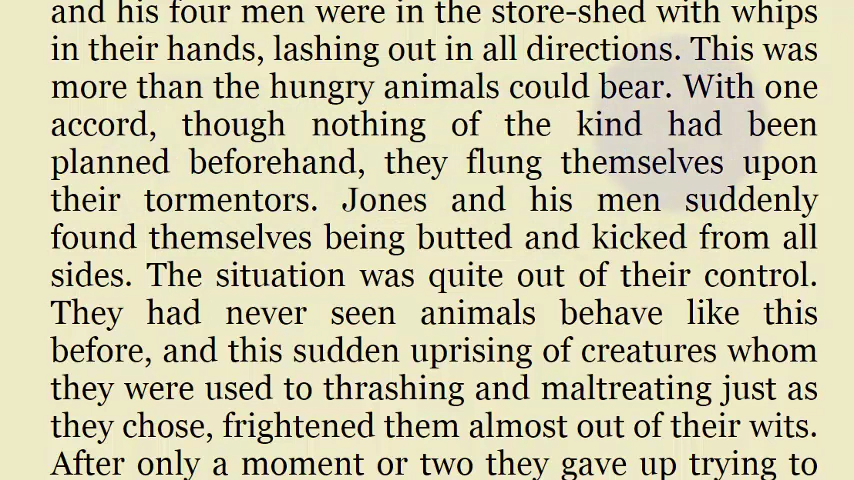 and his four men were in the store-shed with whips
in their hands, lashing out in all directions. This was
more than the hungry animals could bear. With one
accord, though nothing of the kind had been
planned beforehand, they flung themselves upon
their tormentors. Jones and his men suddenly
found themselves being butted and kicked from all
sides. The situation was quite out of their control.
They had never seen animals behave like this
before, and this sudden uprising of creatures whom
they were used to thrashing and maltreating just as
they chose, frightened them almost out of their wits.
After only a moment or two they gave up trying to